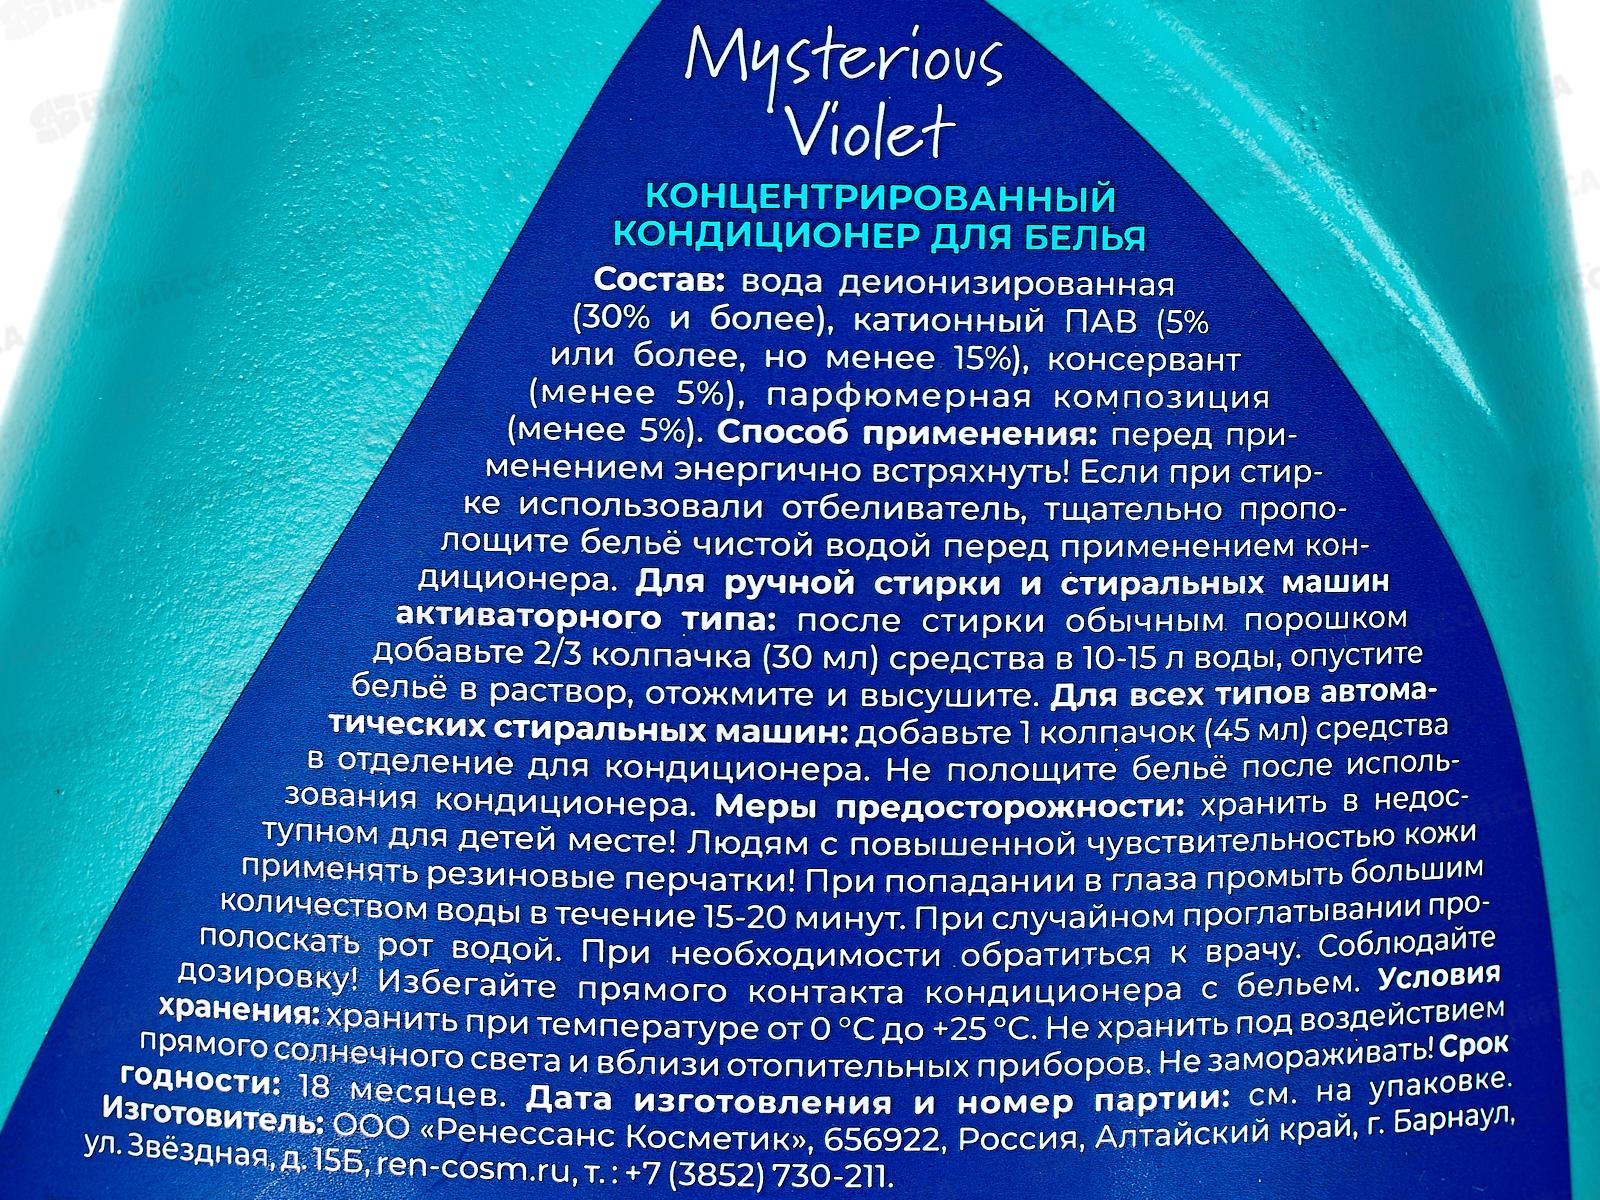 Mysterious
Violet
КОНЦЕНТРИРОВАННЫЙ
КОНДИЦИОНЕР ДЛЯ БЕЛЬЯ
Состав: вода деионизированная
(30% и более), катионный ПАВ (5%
или более, но менее 15%), консервант
(менее 5%), парфюмерная композиция
(менее 5%). Способ применения: перед при-
менением энергично встряхнуть! Если при стир-
ке использовали отбеливатель, тщательно пропо-
лощите бельё чистой водой перед применением кон-
диционера. Для ручной стирки и стиральных машин
активаторного типа: после стирки обычным порошком
добавьте 2/3 колпачка (30 мл) средства в 10-15 л воды, опустите
бельё в раствор, отожмите и высушите. Для всех типов автома-
тических стиральных машин: добавьте 1 колпачок (45 мл) средства
в отделение для кондиционера. Не полощите бельё после исполь-
зования кондиционера. Меры предосторожности: хранить в недос-
тупном для детей месте! Людям с повышенной чувствительностью кожи
применять резиновые перчатки! При попадании в глаза промыть большим
количеством воды в течение 15-20 минут. При случайном проглатывании про-
полоскать рот водой. При необходимости обратиться к врачу. Соблюдайте
дозировку! Избегайте прямого контакта кондиционера с бельем. Условия
хранения: хранить при температуре от 0 °C до +25 °C. Не хранить под воздействием
прямого солнечного света и вблизи отопительных приборов. Не замораживать! Срок
годности: 18 месяцев. Дата изготовления и номер партии: см. на упаковке.
Изготовитель: ООО «Ренессанс Косметик», 656922, Россия, Алтайский край, г. Барнаул,
ул. Звёздная, д. 15Б, ren-cosm.ru, т. : +7 (3852) 730-211.